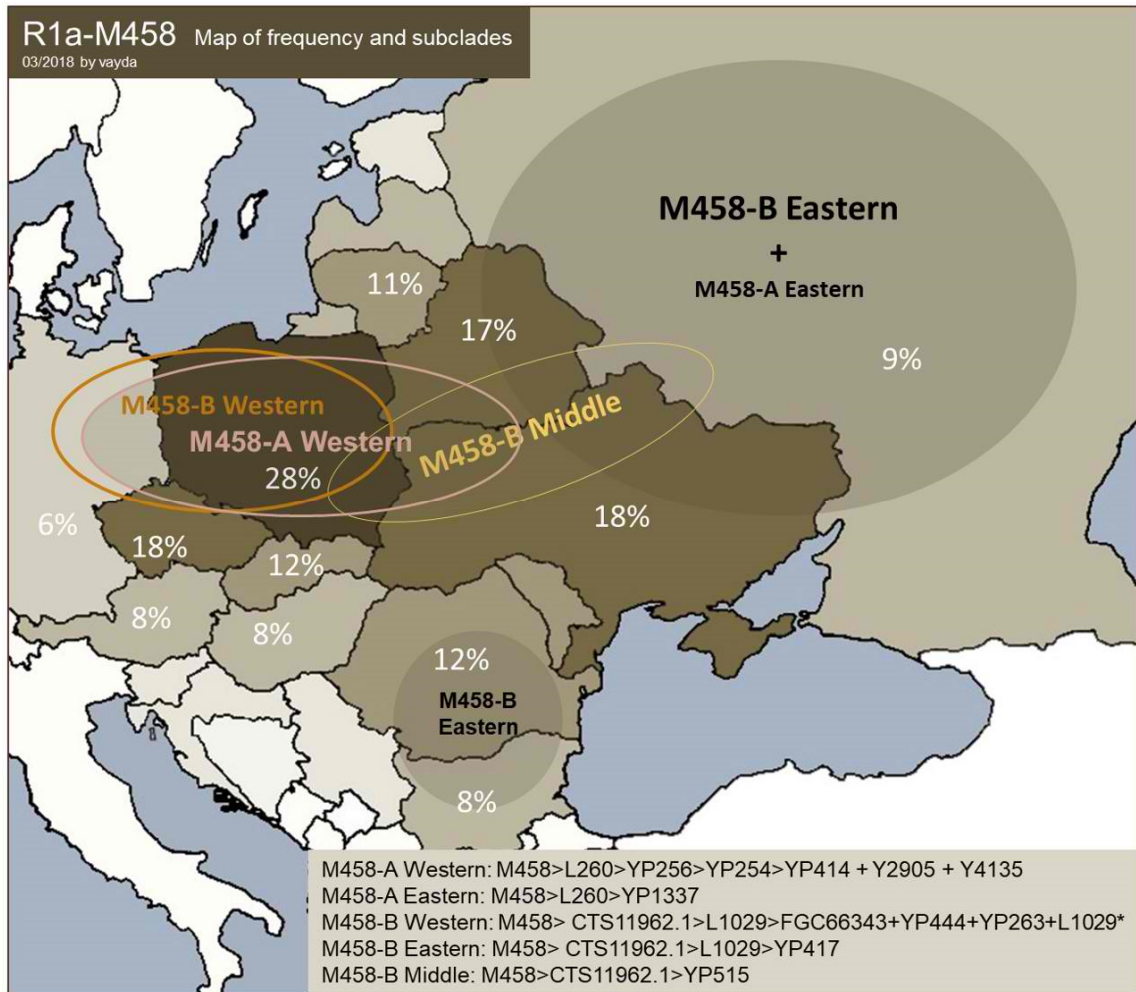 R1a-M458 Map of frequency and subclades
03/2018 by vayda
M458-B Eastern
+
M458-A Eastern
11%
17%
9%
M458-B Western
M458-A Western
M458-B Middle
28%
6%
18%
18%
12%
8%
8%
12%
M458-B
Eastern
8%
M458-A Western: M458>L260>YP256>YP254>YP414 + Y2905 + Y4135
M458-A Eastern: M458>L260>YP1337
M458-B Western: M458> CTS11962.1>L1029>FGC66343+YP444+YP263+L1029*
M458-B Eastern: M458> CTS11962.1>L1029>YP417
M458-B Middle: M458>CTS11962.1>YP515